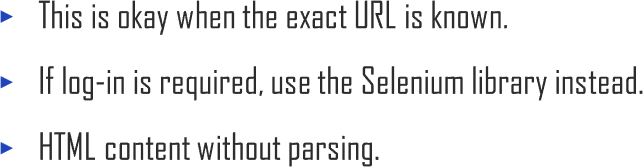 This is okay when the exact URL is known.
If log-in is required, use the Selenium library instead.
HTML content without parsing.